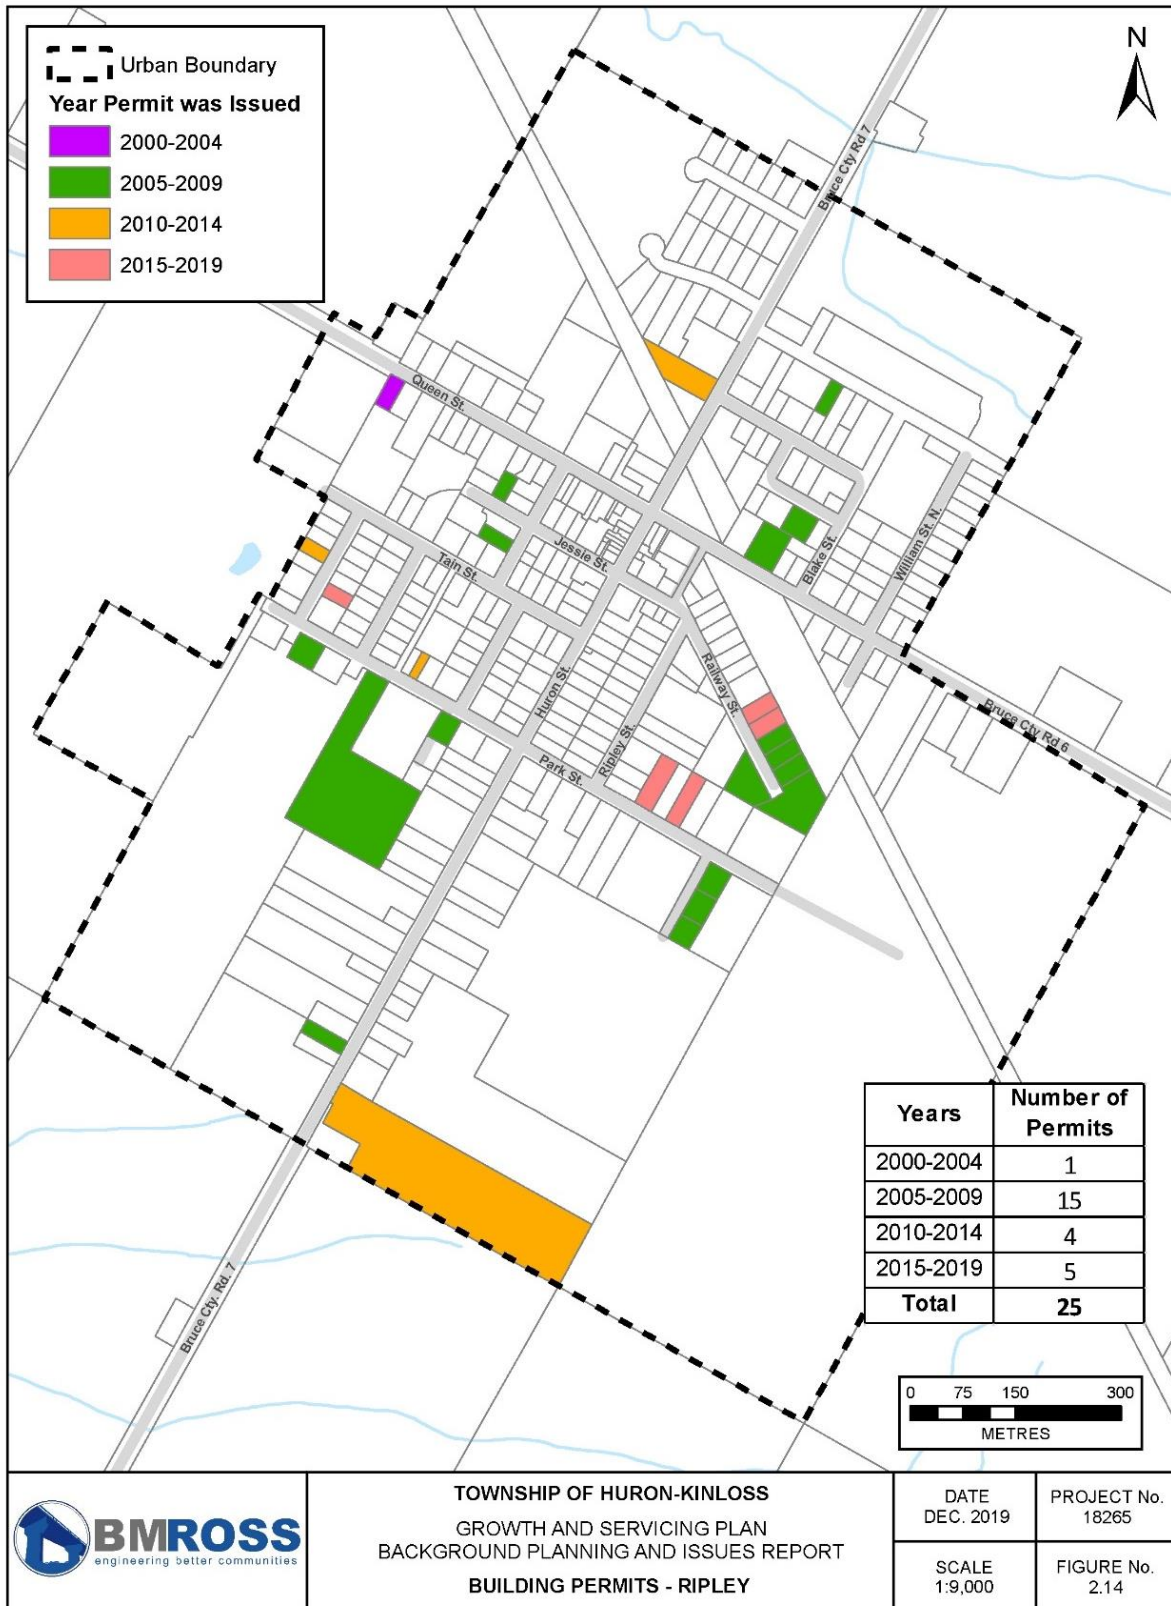 Urban Boundary
Year Permit was Issued
2000-2004
2005-2009
2010-2014
2015-2019
N
Bruce Cty Rd 7
Queen St.
Jessie St.
Tain St.
Blake St.
William St. N.
Huron St.
Ripley St.
Railway St.
Park St.
Bruce Cty Rd 6
Bruce Cty. Rd. 7
Years Number of Permits
2000-2004 1
2005-2009 15
2010-2014 4
2015-2019 5
Total 25
0 75 150 300
METRES
BMROSS
engineering better communities
TOWNSHIP OF HURON-KINLOSS
GROWTH AND SERVICING PLAN
BACKGROUND PLANNING AND ISSUES REPORT
BUILDING PERMITS - RIPLEY
DATE
DEC. 2019
PROJECT No.
18265
SCALE
1:9,000
FIGURE No.
2.14